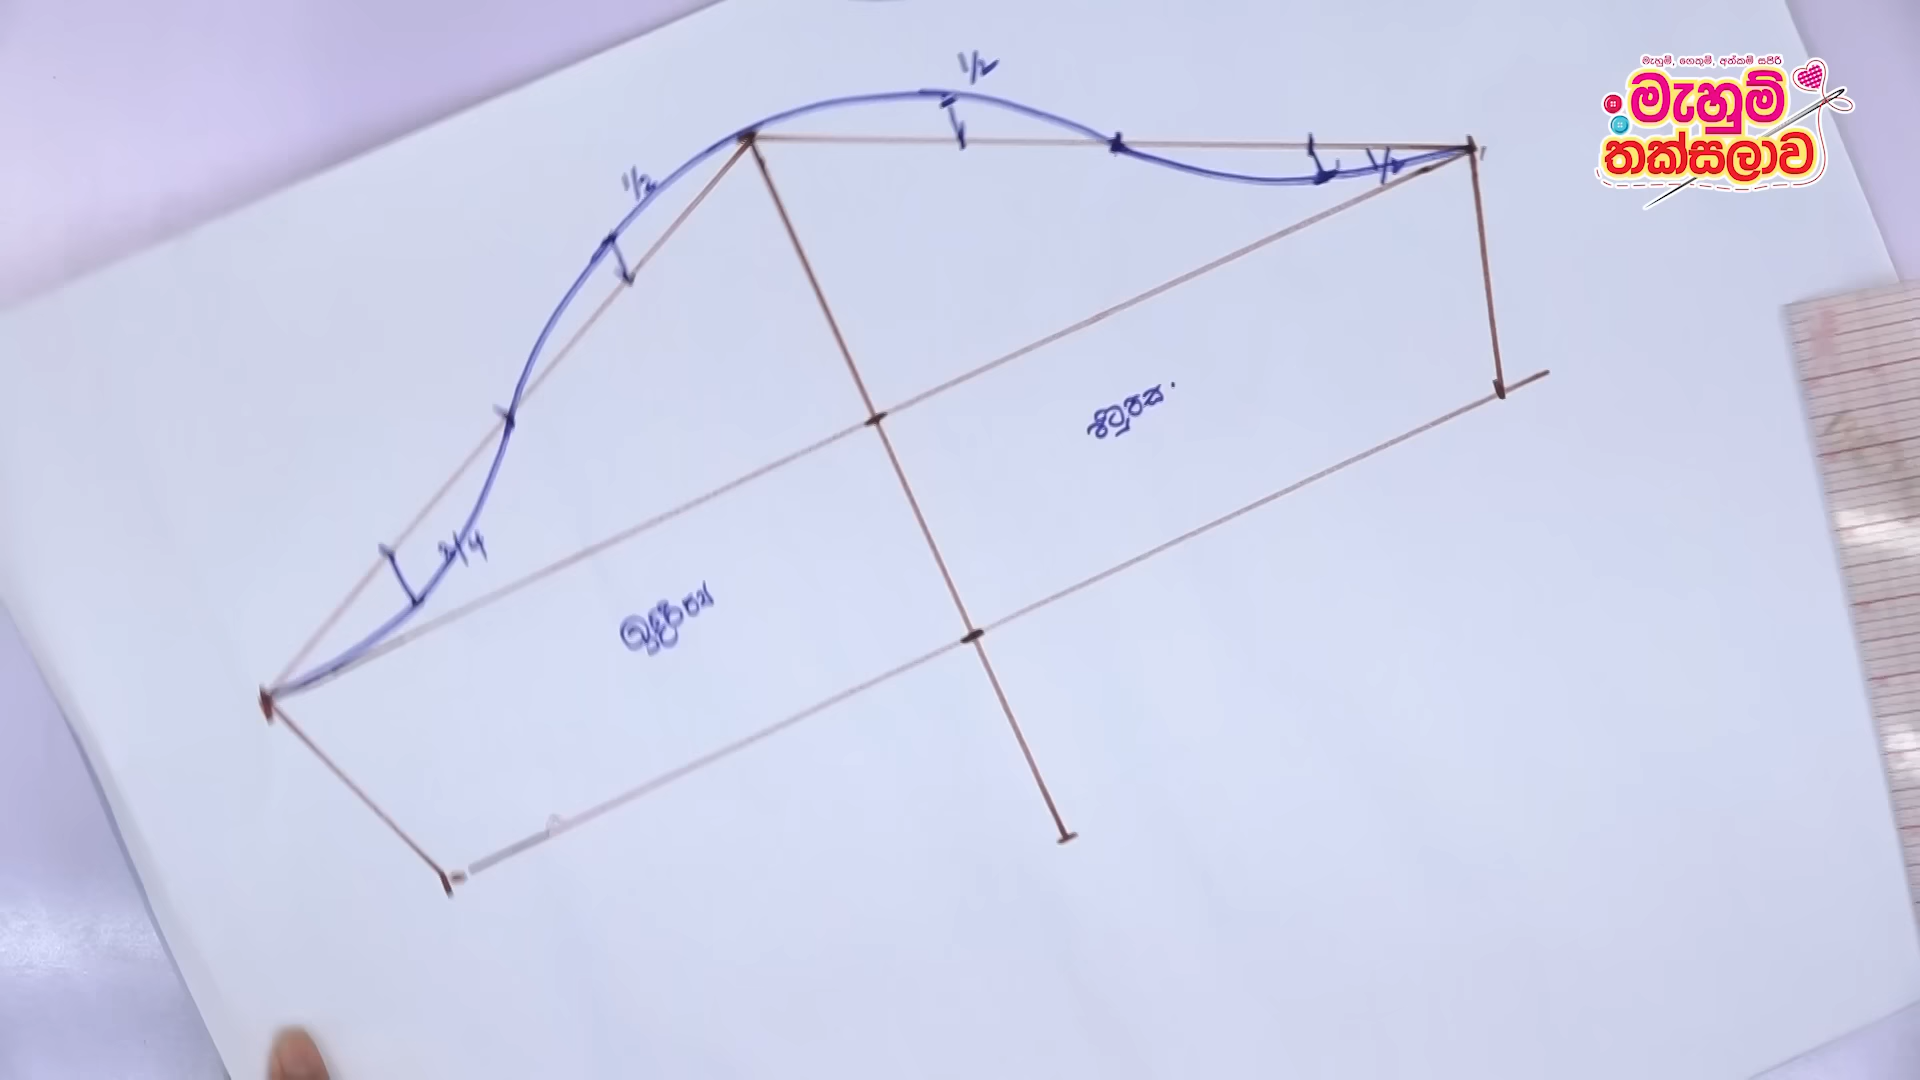 මැහුම්, ගෙතුම්, අත්කම් සපිරි
මැහුම්
තක්සලාව
1/2
1/2
1/2
3/4
පිටුපස
ඉදිරිපස